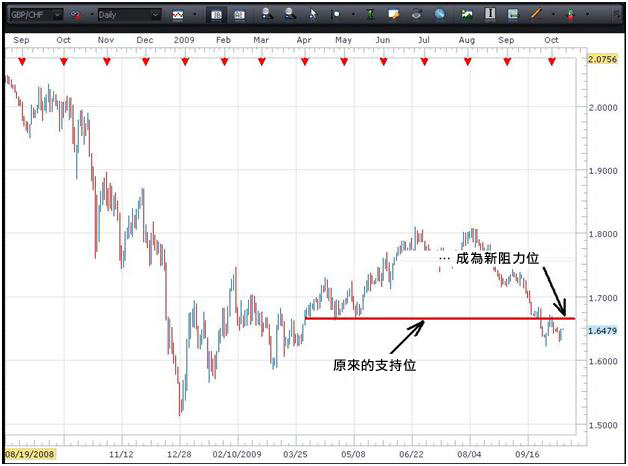 GBP/CHF Daily
Sep Oct Nov Dec 2009 Feb Mar Apr May Jun Jul Aug Sep Oct
2.0756
2.0000
1.9000
1.8000
… 成為新阻力位
1.7000
1.6479
原來的支持位
1.6000
1.5000
08/19/2008 11/12 12/28 02/10/2009 03/25 05/08 06/22 08/04 09/16